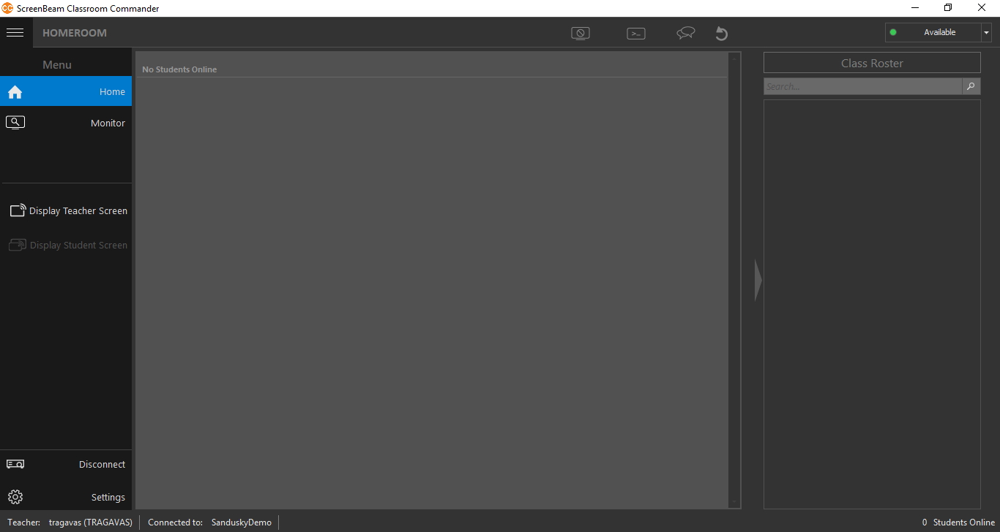 ScreenBeam Classroom Commander
HOMEROOM
Available
Menu
Home
Monitor
Display Teacher Screen
Display Student Screen
Disconnect
Settings
No Students Online
Class Roster
Search...
Teacher: tragavas (TRAGAVAS) Connected to: SanduskyDemo 0 Students Online